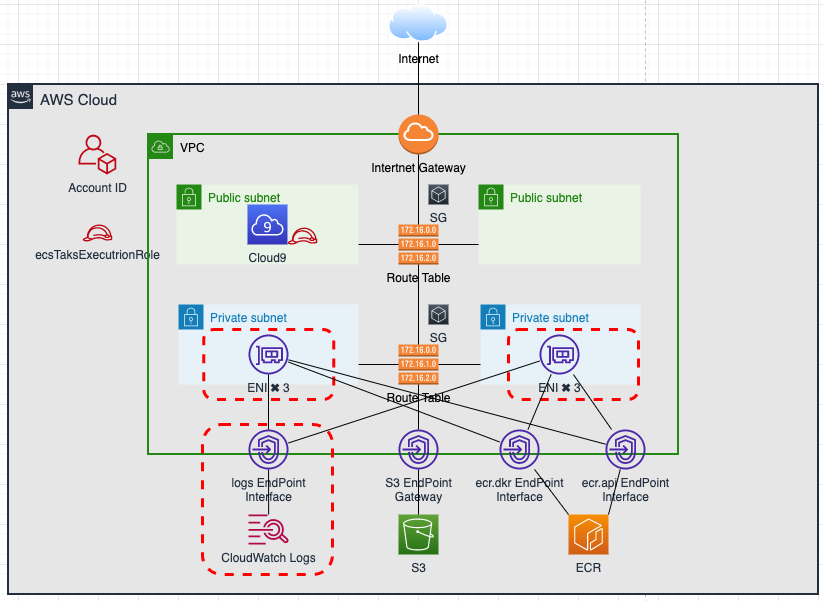 Internet
aws
AWS Cloud
VPC
Account ID
Intertnet Gateway
Public subnet
SG
Public subnet
9
Cloud9
172.16.0.0
172.16.1.0
172.16.2.0
ecsTaksExecutrionRole
Route Table
Private subnet
SG
Private subnet
172.16.0.0
172.16.1.0
172.16.2.0
ENI ✖ 3
ENI ✖ 3
Route Table
logs EndPoint
Interface
S3 EndPoint
Gateway
ecr.dkr EndPoint
Interface
ecr.api EndPoint
Interface
CloudWatch Logs
S3
ECR